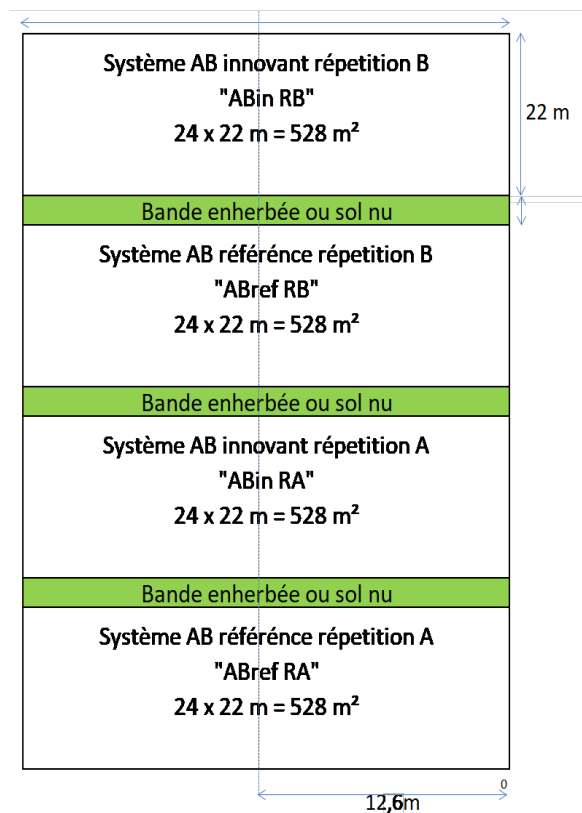 Système AB innovant répetition B
"ABin RB"
24 x 22 m = 528 m²
22 m
Bande enherbée ou sol nu
Système AB référénce répetition B
"ABref RB"
24 x 22 m = 528 m²
Bande enherbée ou sol nu
Système AB innovant répetition A
"ABin RA"
24 x 22 m = 528 m²
Bande enherbée ou sol nu
Système AB référénce répetition A
"ABref RA"
24 x 22 m = 528 m²
0
12,6m